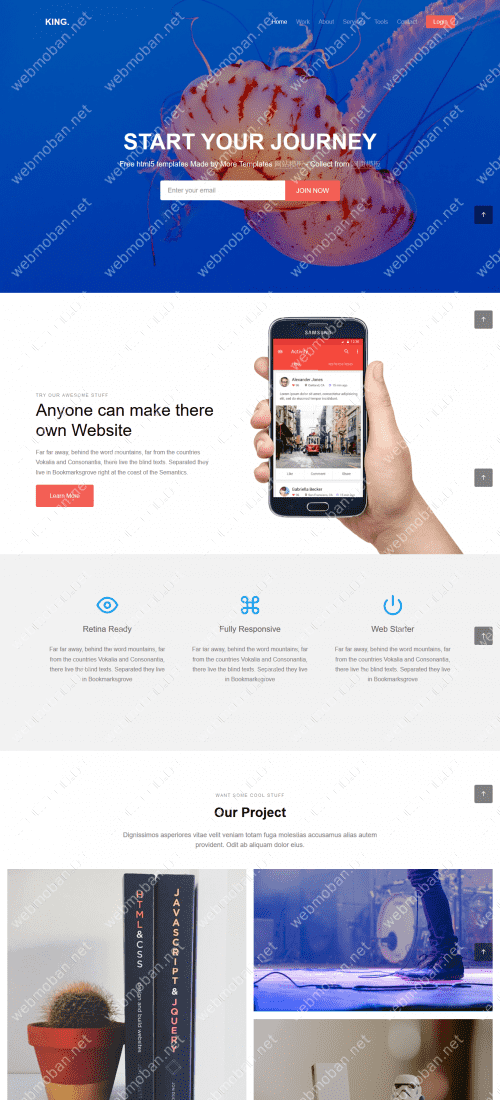 KING.
Home Work About Services Tools Contact Login
START YOUR JOURNEY
Free html5 templates Made by More Templates - Collect from
Enter your email JOIN NOW
TRY OUR AWESOME STUFF
Anyone can make there
own Website
Far far away, behind the word mountains, far from the countries
Vokalia and Consonantia, there live the blind texts. Separated they
live in Bookmarksgrove right at the coast of the Semantics.
Learn More
SAMSUNG
Alexander Jones
Like Comment Share
Gabriella Becker
Retina Ready
Far far away, behind the word mountains, far
from the countries Vokalia and Consonantia,
there live the blind texts. Separated they live
in Bookmarksgrove
Fully Responsive
Far far away, behind the word mountains, far
from the countries Vokalia and Consonantia,
there live the blind texts. Separated they live
in Bookmarksgrove
Web Starter
Far far away, behind the word mountains, far
from the countries Vokalia and Consonantia,
there live the blind texts. Separated they live
in Bookmarksgrove
WANT SOME COOL STUFF
Our Project
Dignissimos asperiores vitae velit veniam totam fuga molestias accusamus alias autem
provident. Odit ab aliquam dolor eius.
HTML&CSS
design and build websites
JAVASCRIPT&JQUERY
webmoban.net